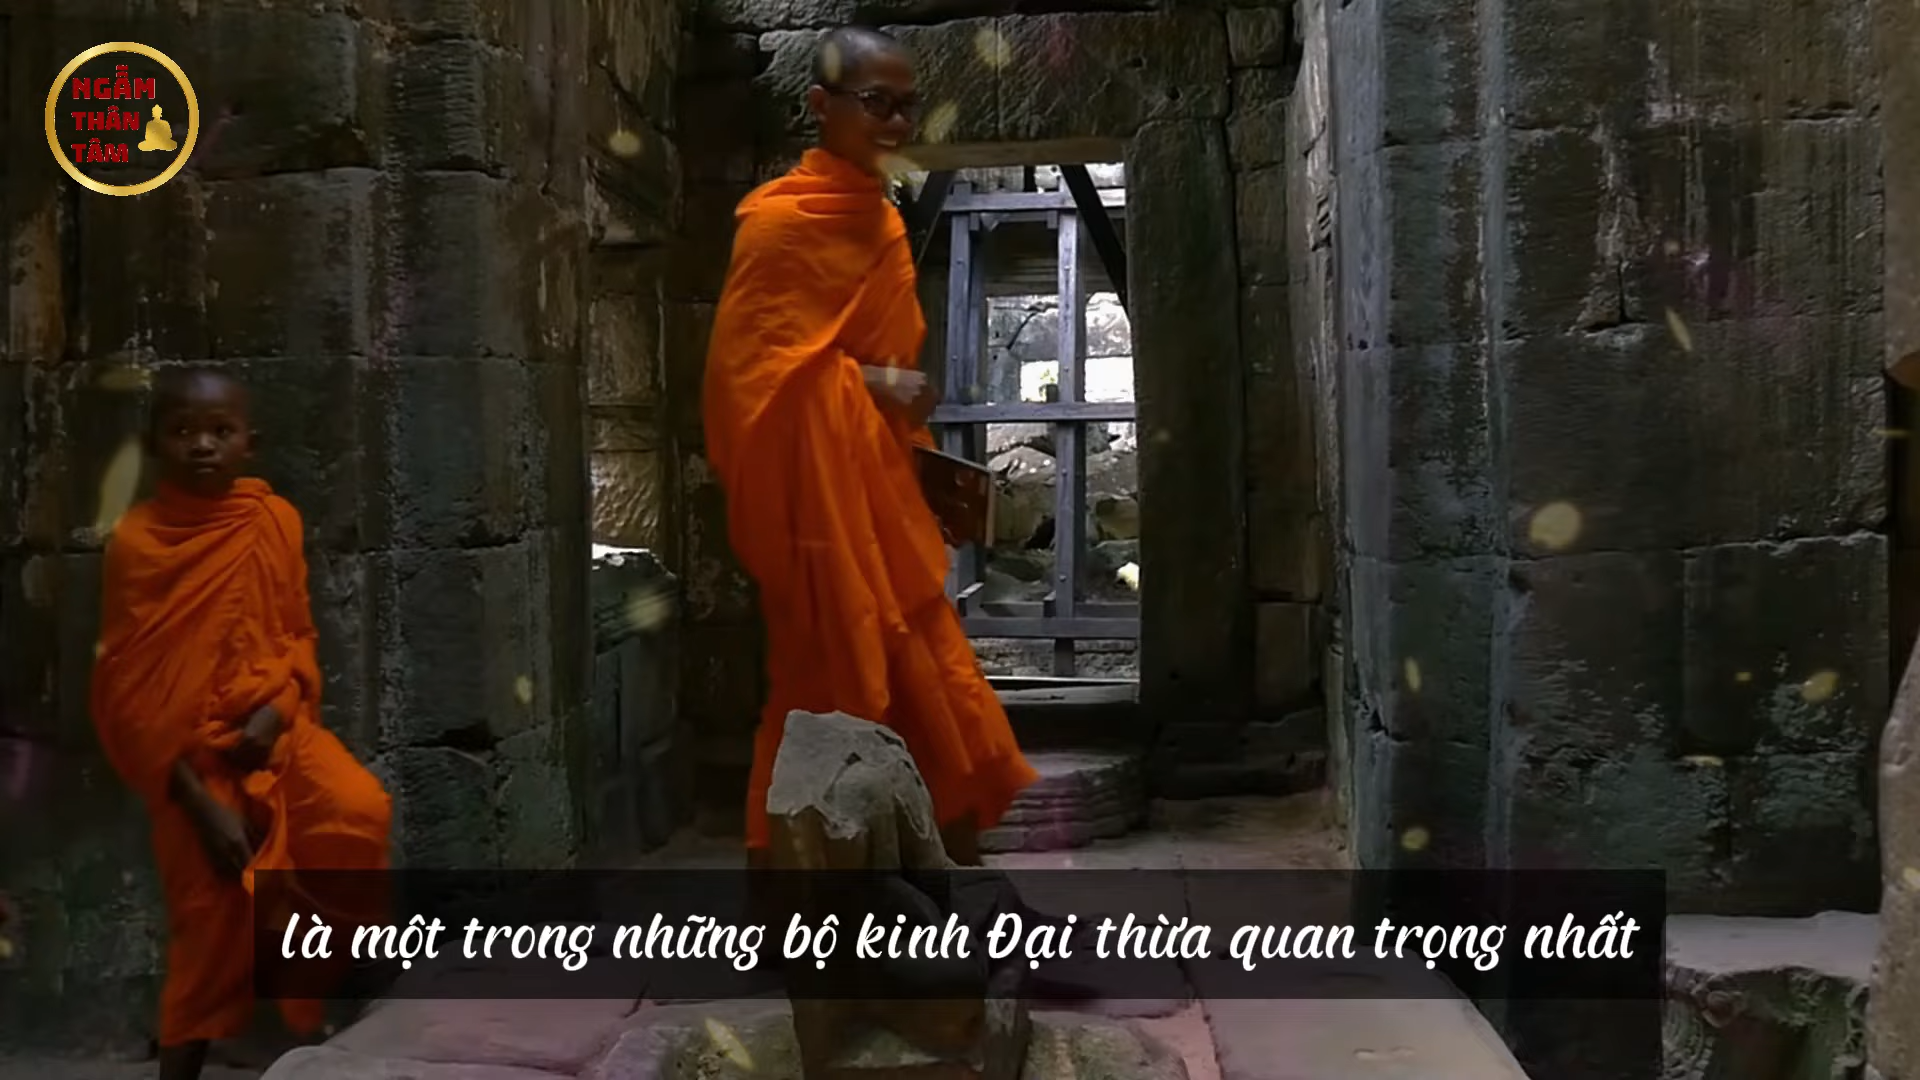 NGẪM
THÂN
TÂM
là một trong những bộ kinh Đại thừa quan trọng nhất